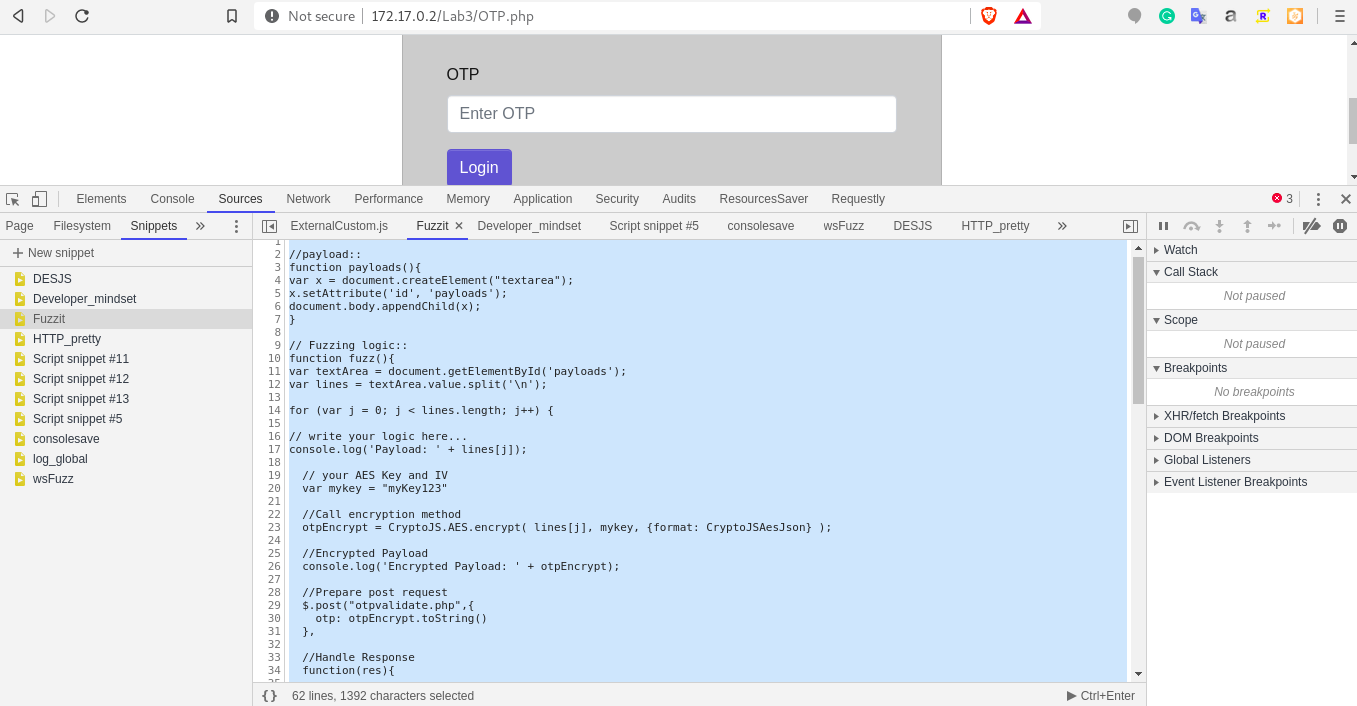 Not secure 172.17.0.2/Lab3/OTP.php
OTP
Enter OTP
Login
Elements Console Sources Network Performance Memory Application Security Audits ResourcesSaver Requestly 3
Page Filesystem Snippets »
ExternalCustom.js Fuzzit × Developer_mindset Script snippet #5 consolesave wsFuzz DESJS HTTP_pretty »
+ New snippet
DESJS
Developer_mindset
Fuzzit
HTTP_pretty
Script snippet #11
Script snippet #12
Script snippet #13
Script snippet #5
consolesave
log_global
wsFuzz
1
2 //payload::
3 function payloads(){
4 var x = document.createElement("textarea");
5 x.setAttribute('id', 'payloads');
6 document.body.appendChild(x);
7 }
8
9 // Fuzzing logic::
10 function fuzz(){
11 var textArea = document.getElementById('payloads');
12 var lines = textArea.value.split('\n');
13
14 for (var j = 0; j < lines.length; j++) {
15
16 // write your logic here...
17 console.log('Payload: ' + lines[j]);
18
19 // your AES Key and IV
20 var mykey = "myKey123"
21
22 //Call encryption method
23 otpEncrypt = CryptoJS.AES.encrypt( lines[j], mykey, {format: CryptoJSAesJson} );
24
25 //Encrypted Payload
26 console.log('Encrypted Payload: ' + otpEncrypt);
27
28 //Prepare post request
29 $.post("otpvalidate.php",{
30 otp: otpEncrypt.toString()
31 },
32
33 //Handle Response
34 function(res){
{} 62 lines, 1392 characters selected
Ctrl+Enter
Watch
Call Stack
Not paused
Scope
Not paused
Breakpoints
No breakpoints
XHR/fetch Breakpoints
DOM Breakpoints
Global Listeners
Event Listener Breakpoints